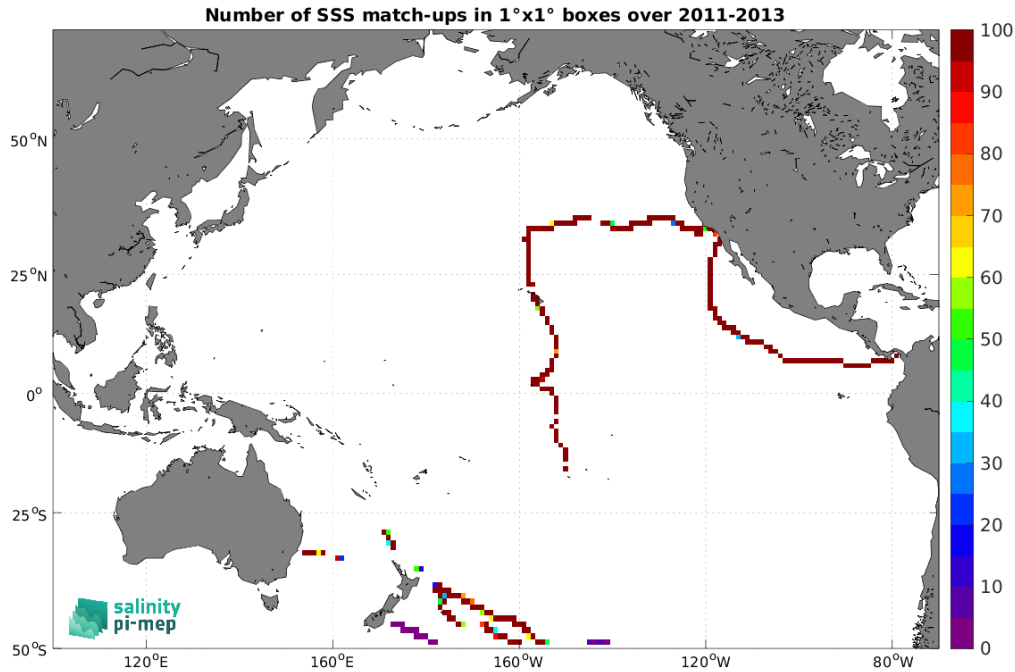 Number of SSS match-ups in 1°x1° boxes over 2011-2013
50°N
25°N
0°
25°S
50°S
120°E
160°E
160°W
120°W
80°W
100
90
80
70
60
50
40
30
20
10
0
salinity
pi-mep